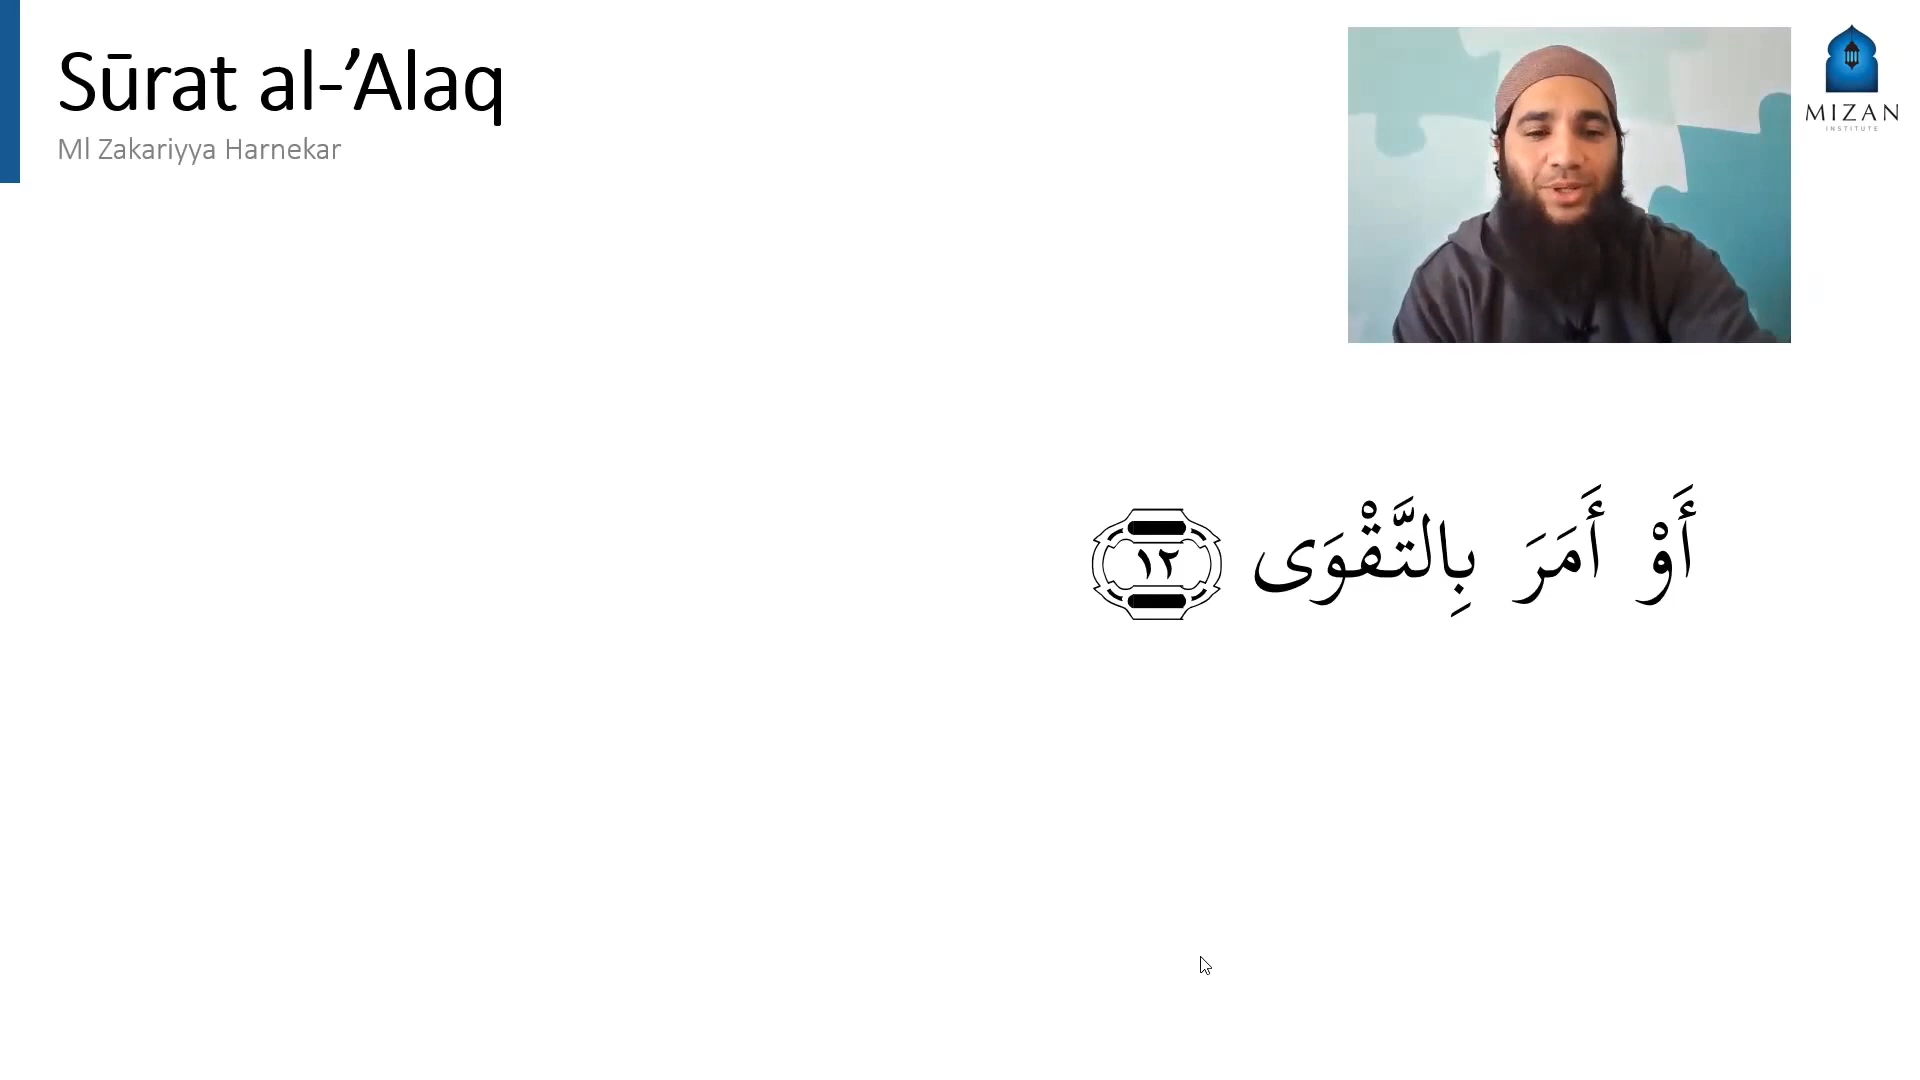 Sūrat al-’Alaq
Ml Zakariyya Harnekar
MIZAN
INSTITUTE
أَوْ أَمَرَ بِالتَّقْوَى ١٢